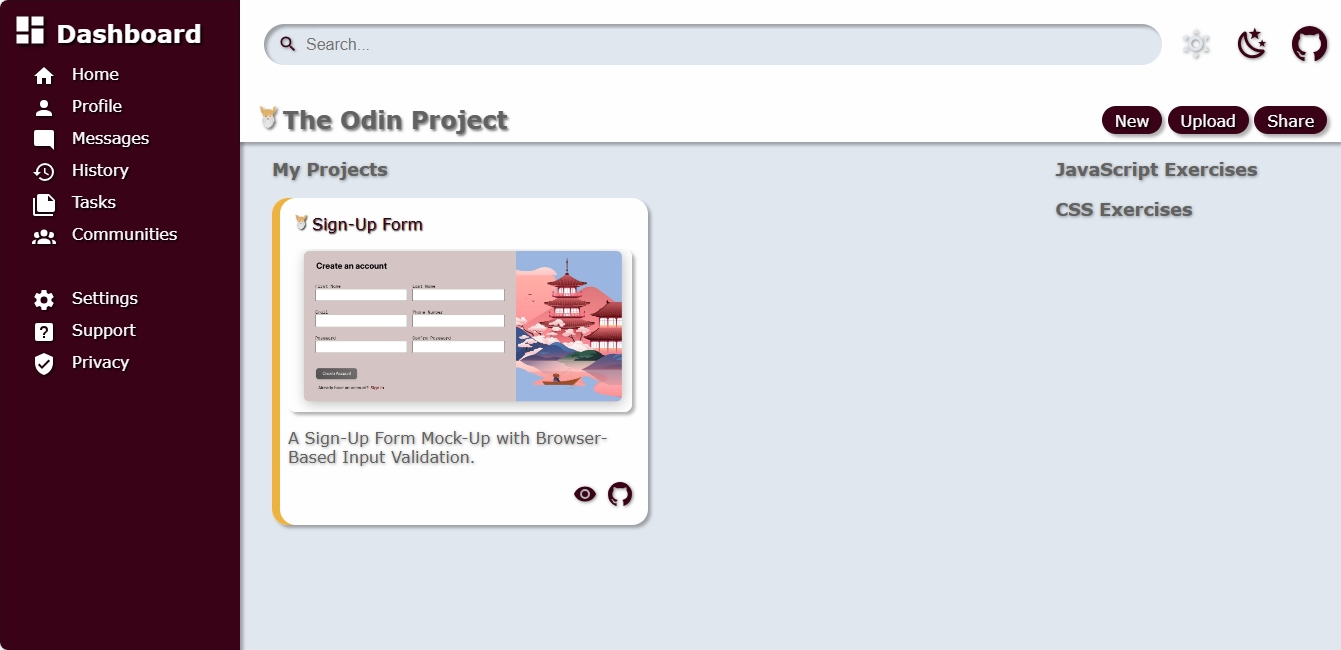 Dashboard
Home
Profile
Messages
History
Tasks
Communities
Settings
Support
Privacy
Search...
The Odin Project
New
Upload
Share
My Projects
Sign-Up Form
Create an account
First Name
Last Name
Email
Phone Number
Password
Confirm Password
Create Account
Already have an account? Sign in
A Sign-Up Form Mock-Up with Browser-
Based Input Validation.
JavaScript Exercises
CSS Exercises